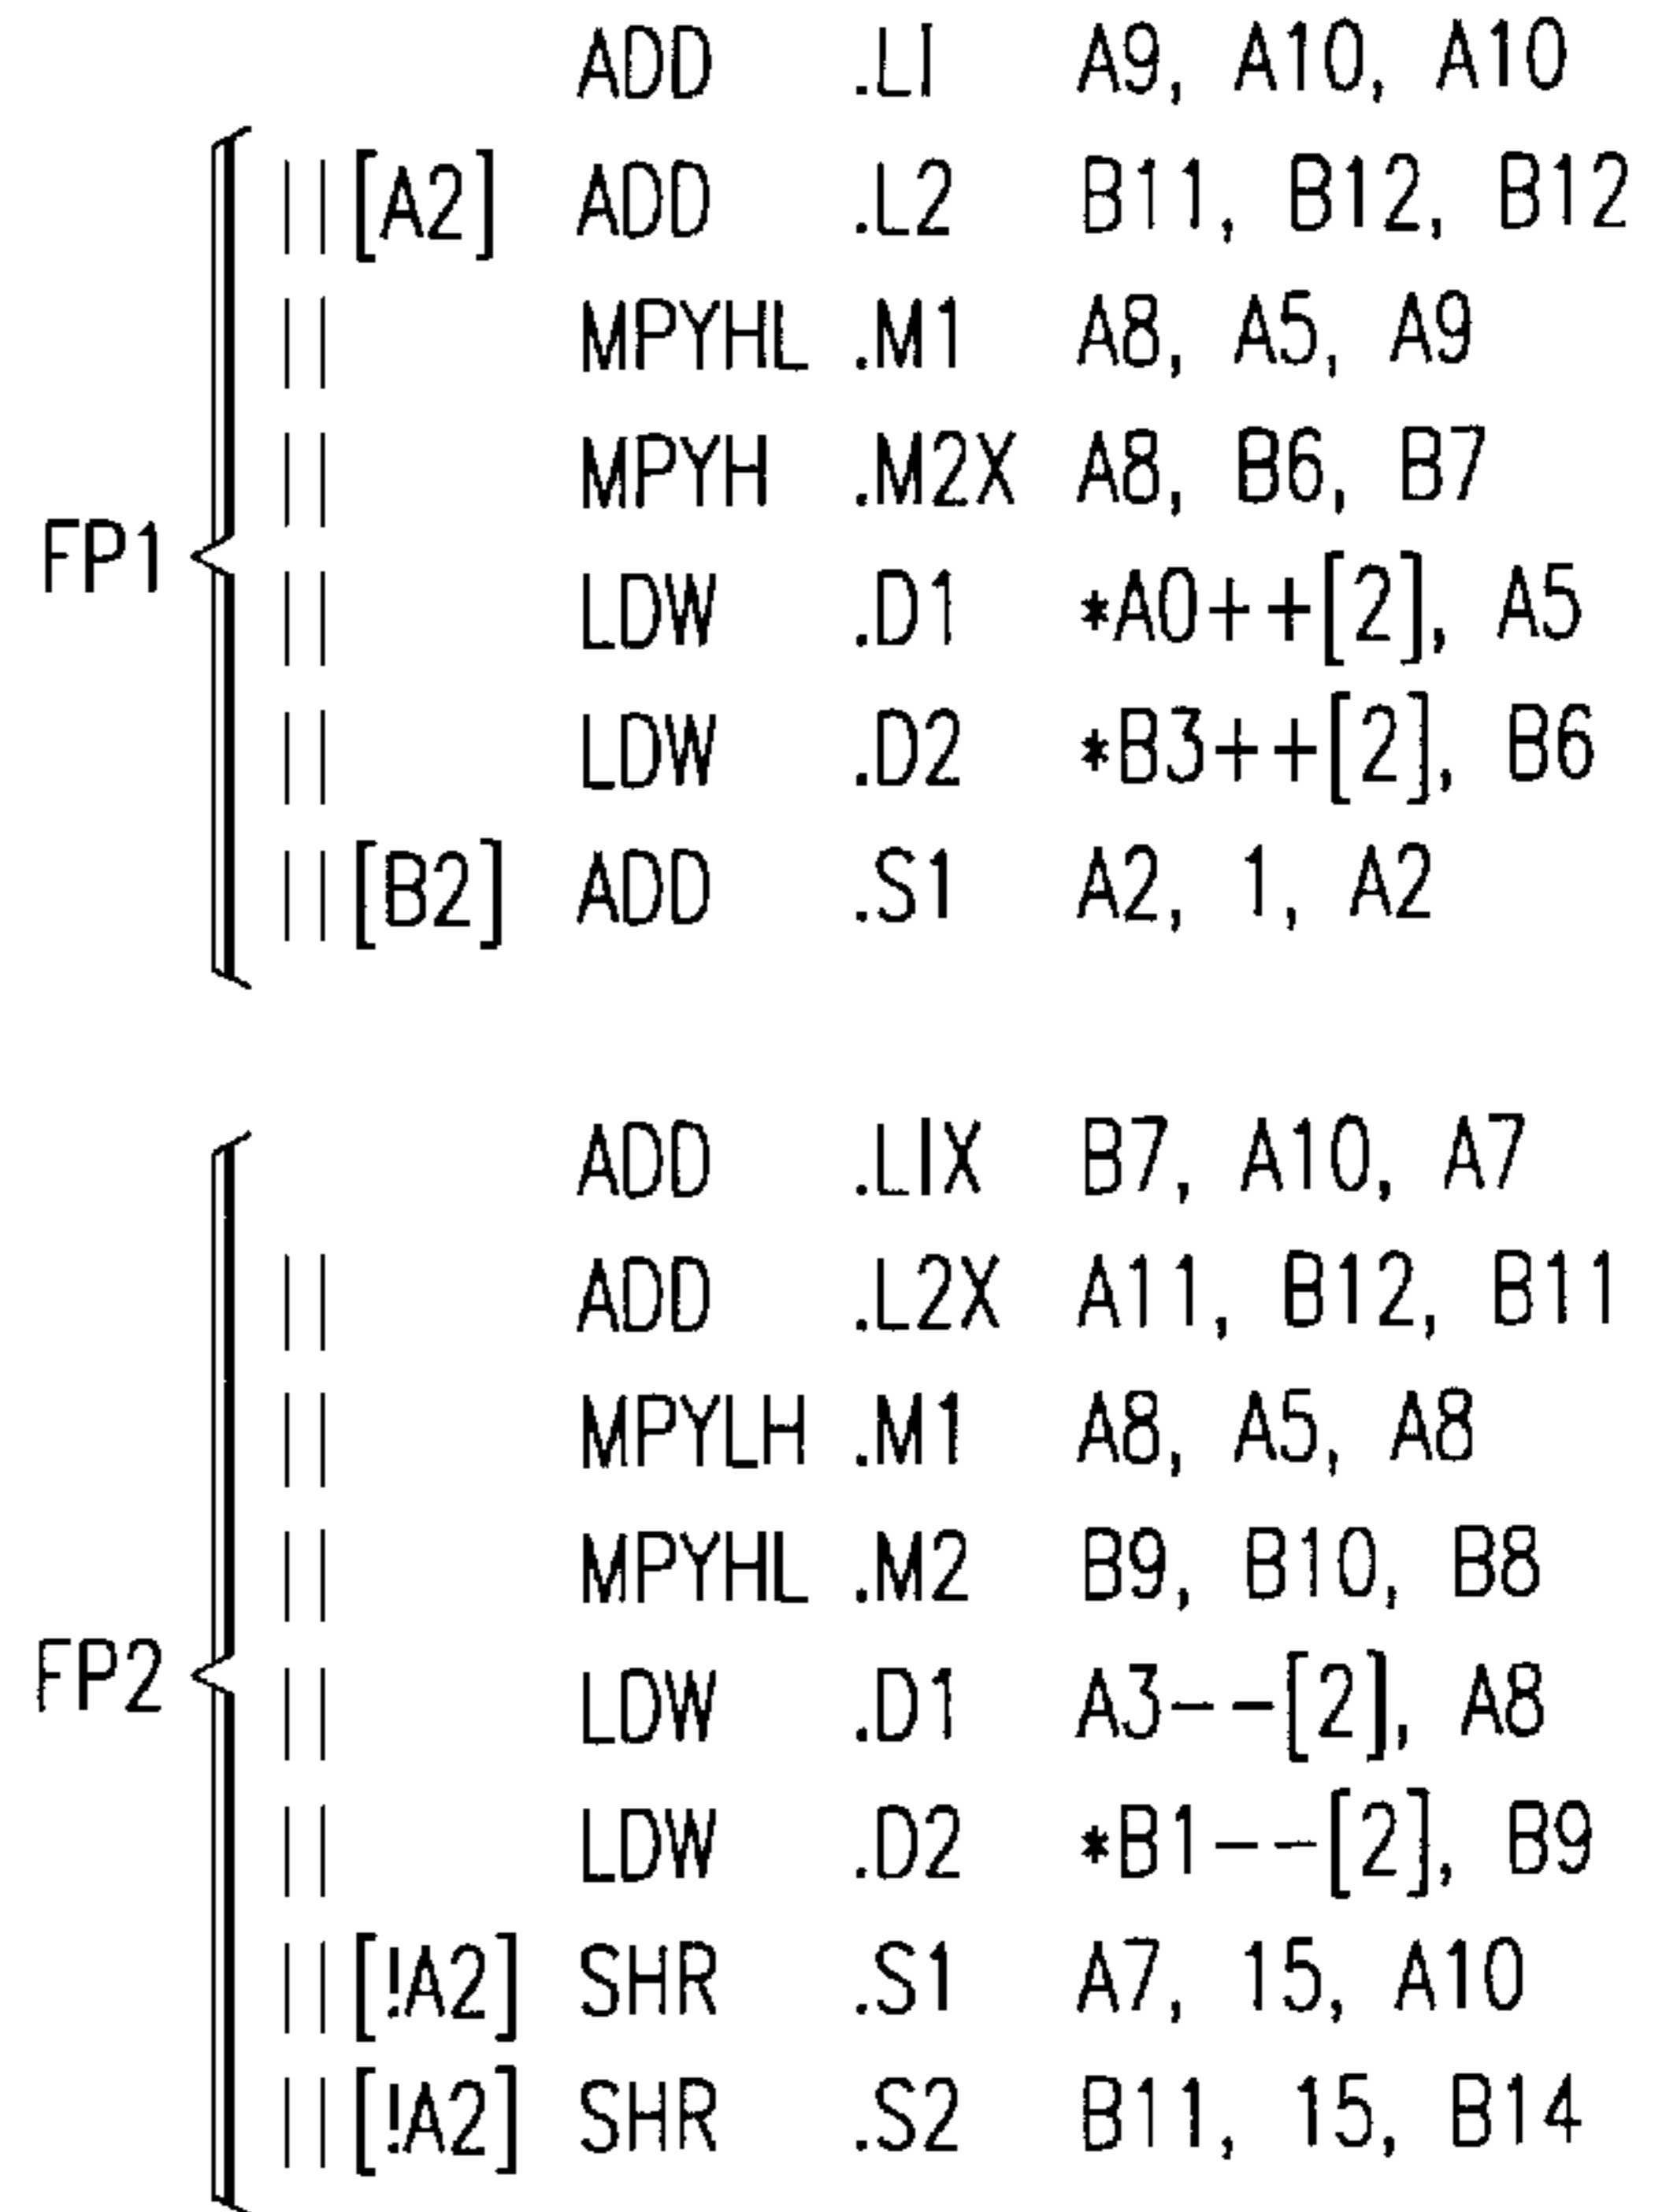 ADD .LI A9, A10, A10
|| [A2] ADD .L2 B11, B12, B12
|| MPYHL .M1 A8, A5, A9
|| MPYH .M2X A8, B6, B7
FP1 || LDW .D1 *A0++[2], A5
|| LDW .D2 *B3++[2], B6
|| [B2] ADD .S1 A2, 1, A2
ADD .LIX B7, A10, A7
|| ADD .L2X A11, B12, B11
|| MPYLH .M1 A8, A5, A8
|| MPYHL .M2 B9, B10, B8
FP2 || LDW .D1 A3--[2], A8
|| LDW .D2 *B1--[2], B9
|| [!A2] SHR .S1 A7, 15, A10
|| [!A2] SHR .S2 B11, 15, B14